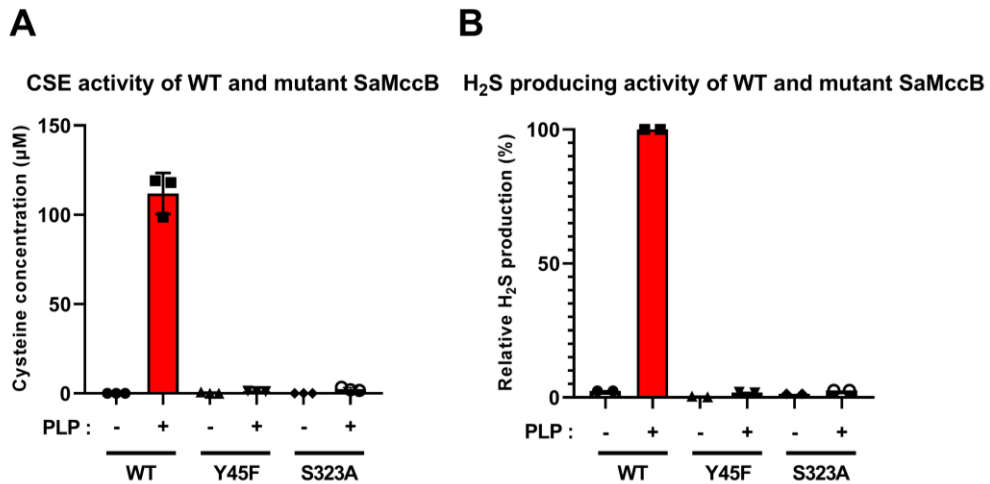 A
CSE activity of WT and mutant SaMccB
Cysteine concentration (µM)
150
100
50
0
PLP : - + - + - +
WT Y45F S323A
B
H₂S producing activity of WT and mutant SaMccB
Relative H₂S production (%)
100
50
0
PLP : - + - + - +
WT Y45F S323A